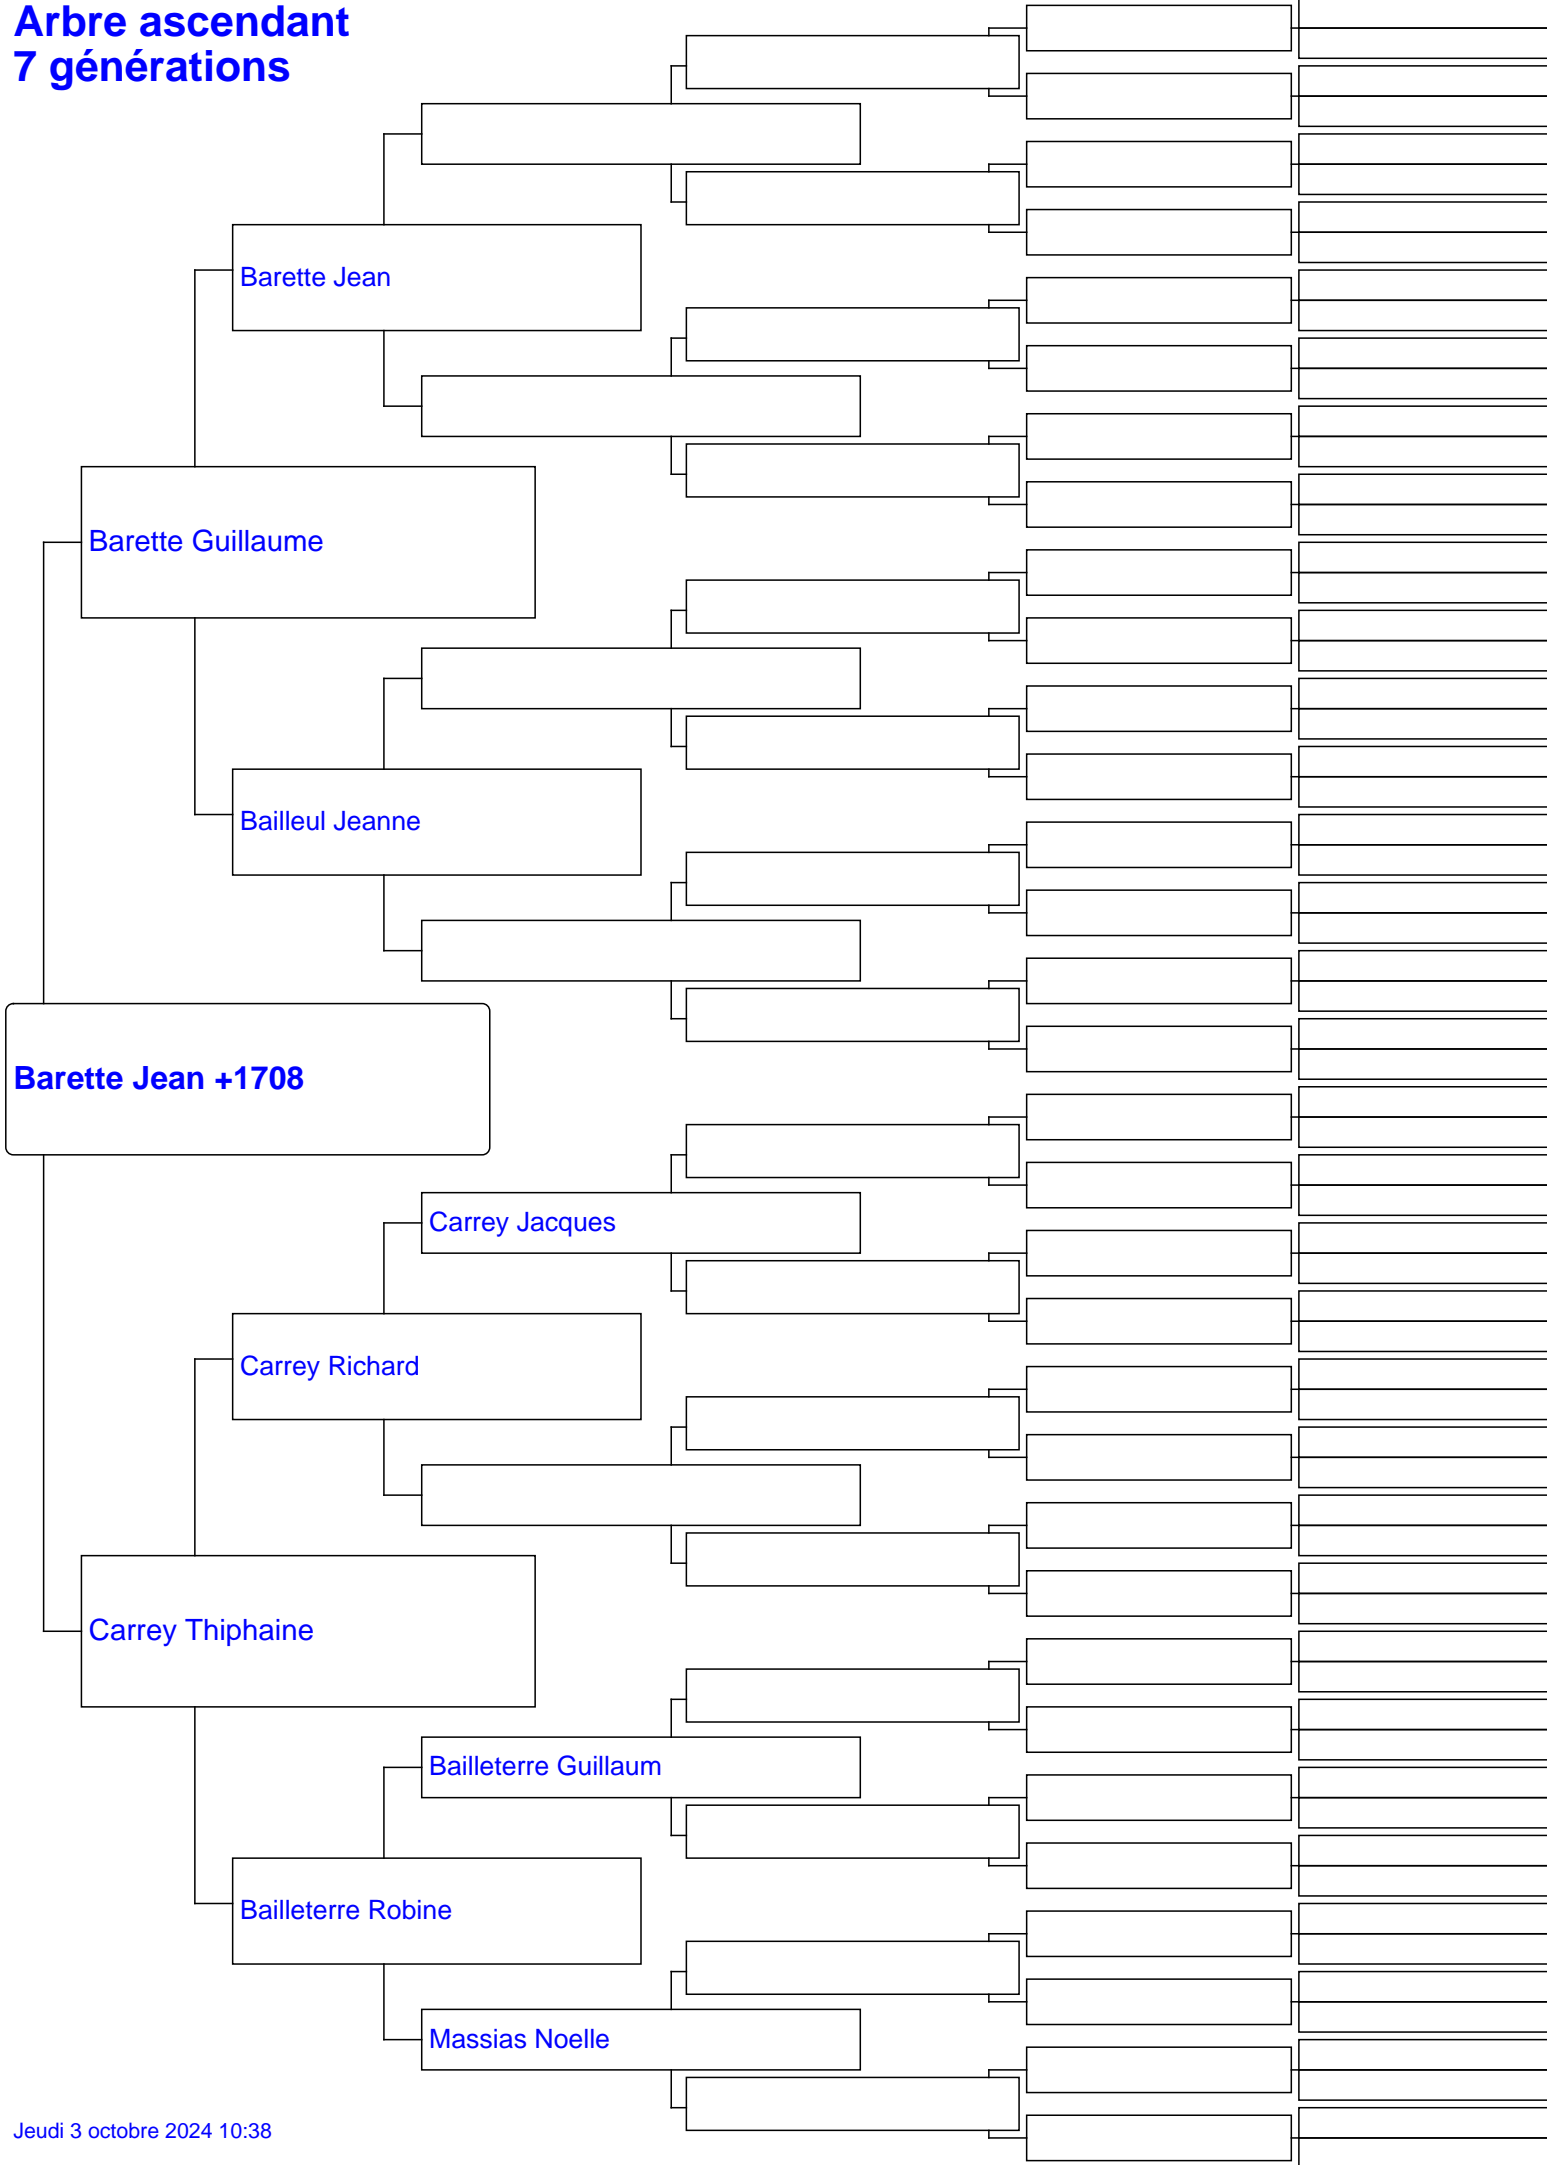 Arbre ascendant
7 générations
Barette Jean
Barette Guillaume
Bailleul Jeanne
Barette Jean +1708
Carrey Jacques
Carrey Richard
Carrey Thiphaine
Bailleterre Guillaum
Bailleterre Robine
Massias Noelle
Jeudi 3 octobre 2024 10:38